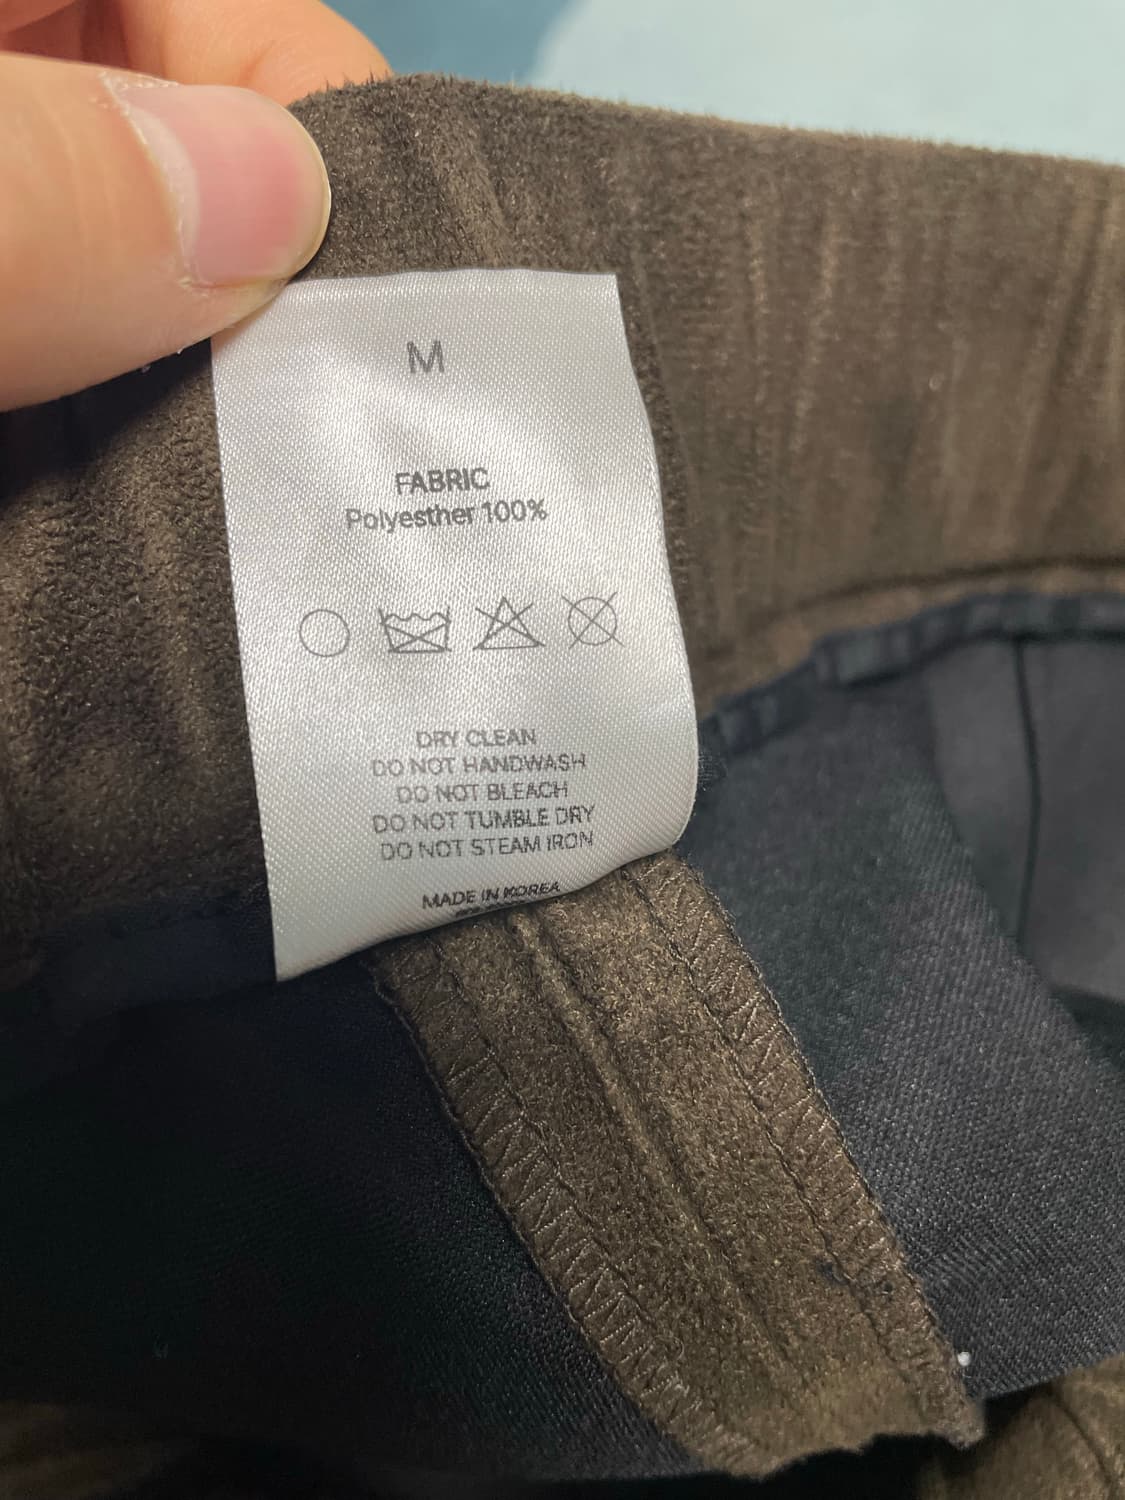 M
FABRIC
Polyesther 100%
DRY CLEAN
DO NOT HANDWASH
DO NOT BLEACH
DO NOT TUMBLE DRY
DO NOT STEAM IRON
MADE IN KOREA